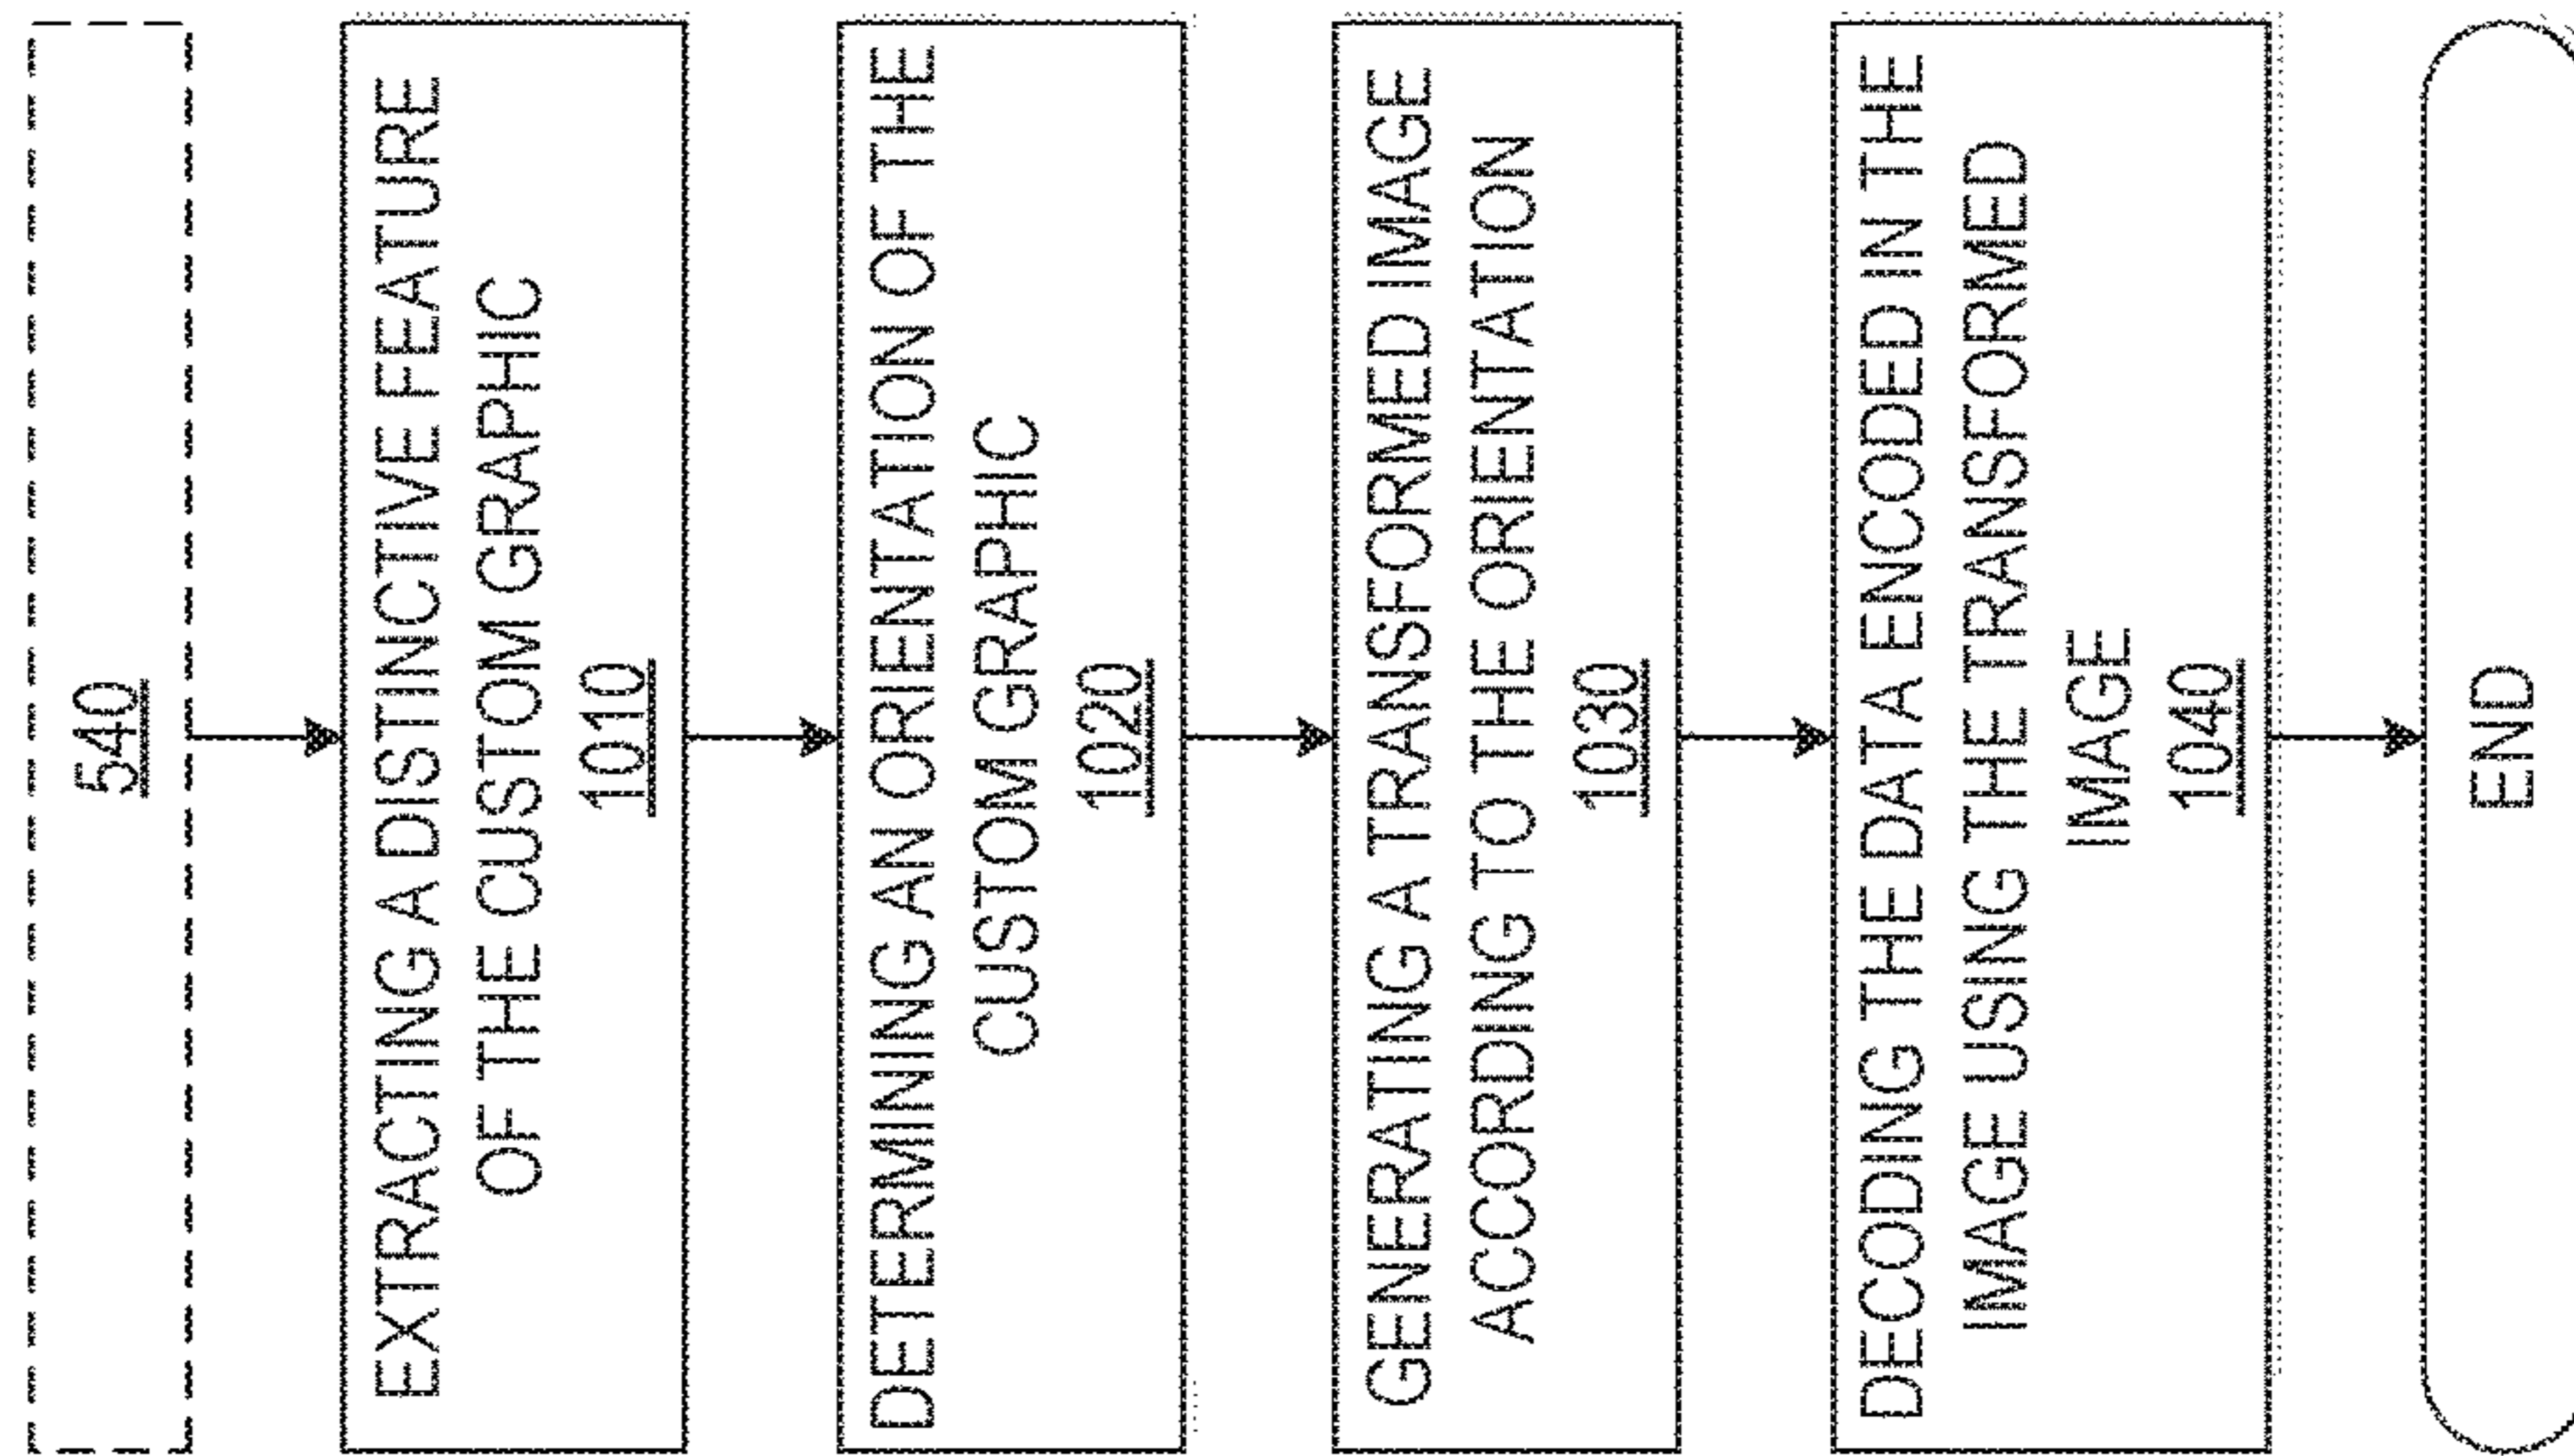 540
EXTRACTING A DISTINCTIVE FEATURE
OF THE CUSTOM GRAPHIC
1010
DETERMINING AN ORIENTATION OF THE
CUSTOM GRAPHIC
1020
GENERATING A TRANSFORMED IMAGE
ACCORDING TO THE ORIENTATION
1030
DECODING THE DATA ENCODED IN THE
IMAGE USING THE TRANSFORMED
IMAGE
1040
END